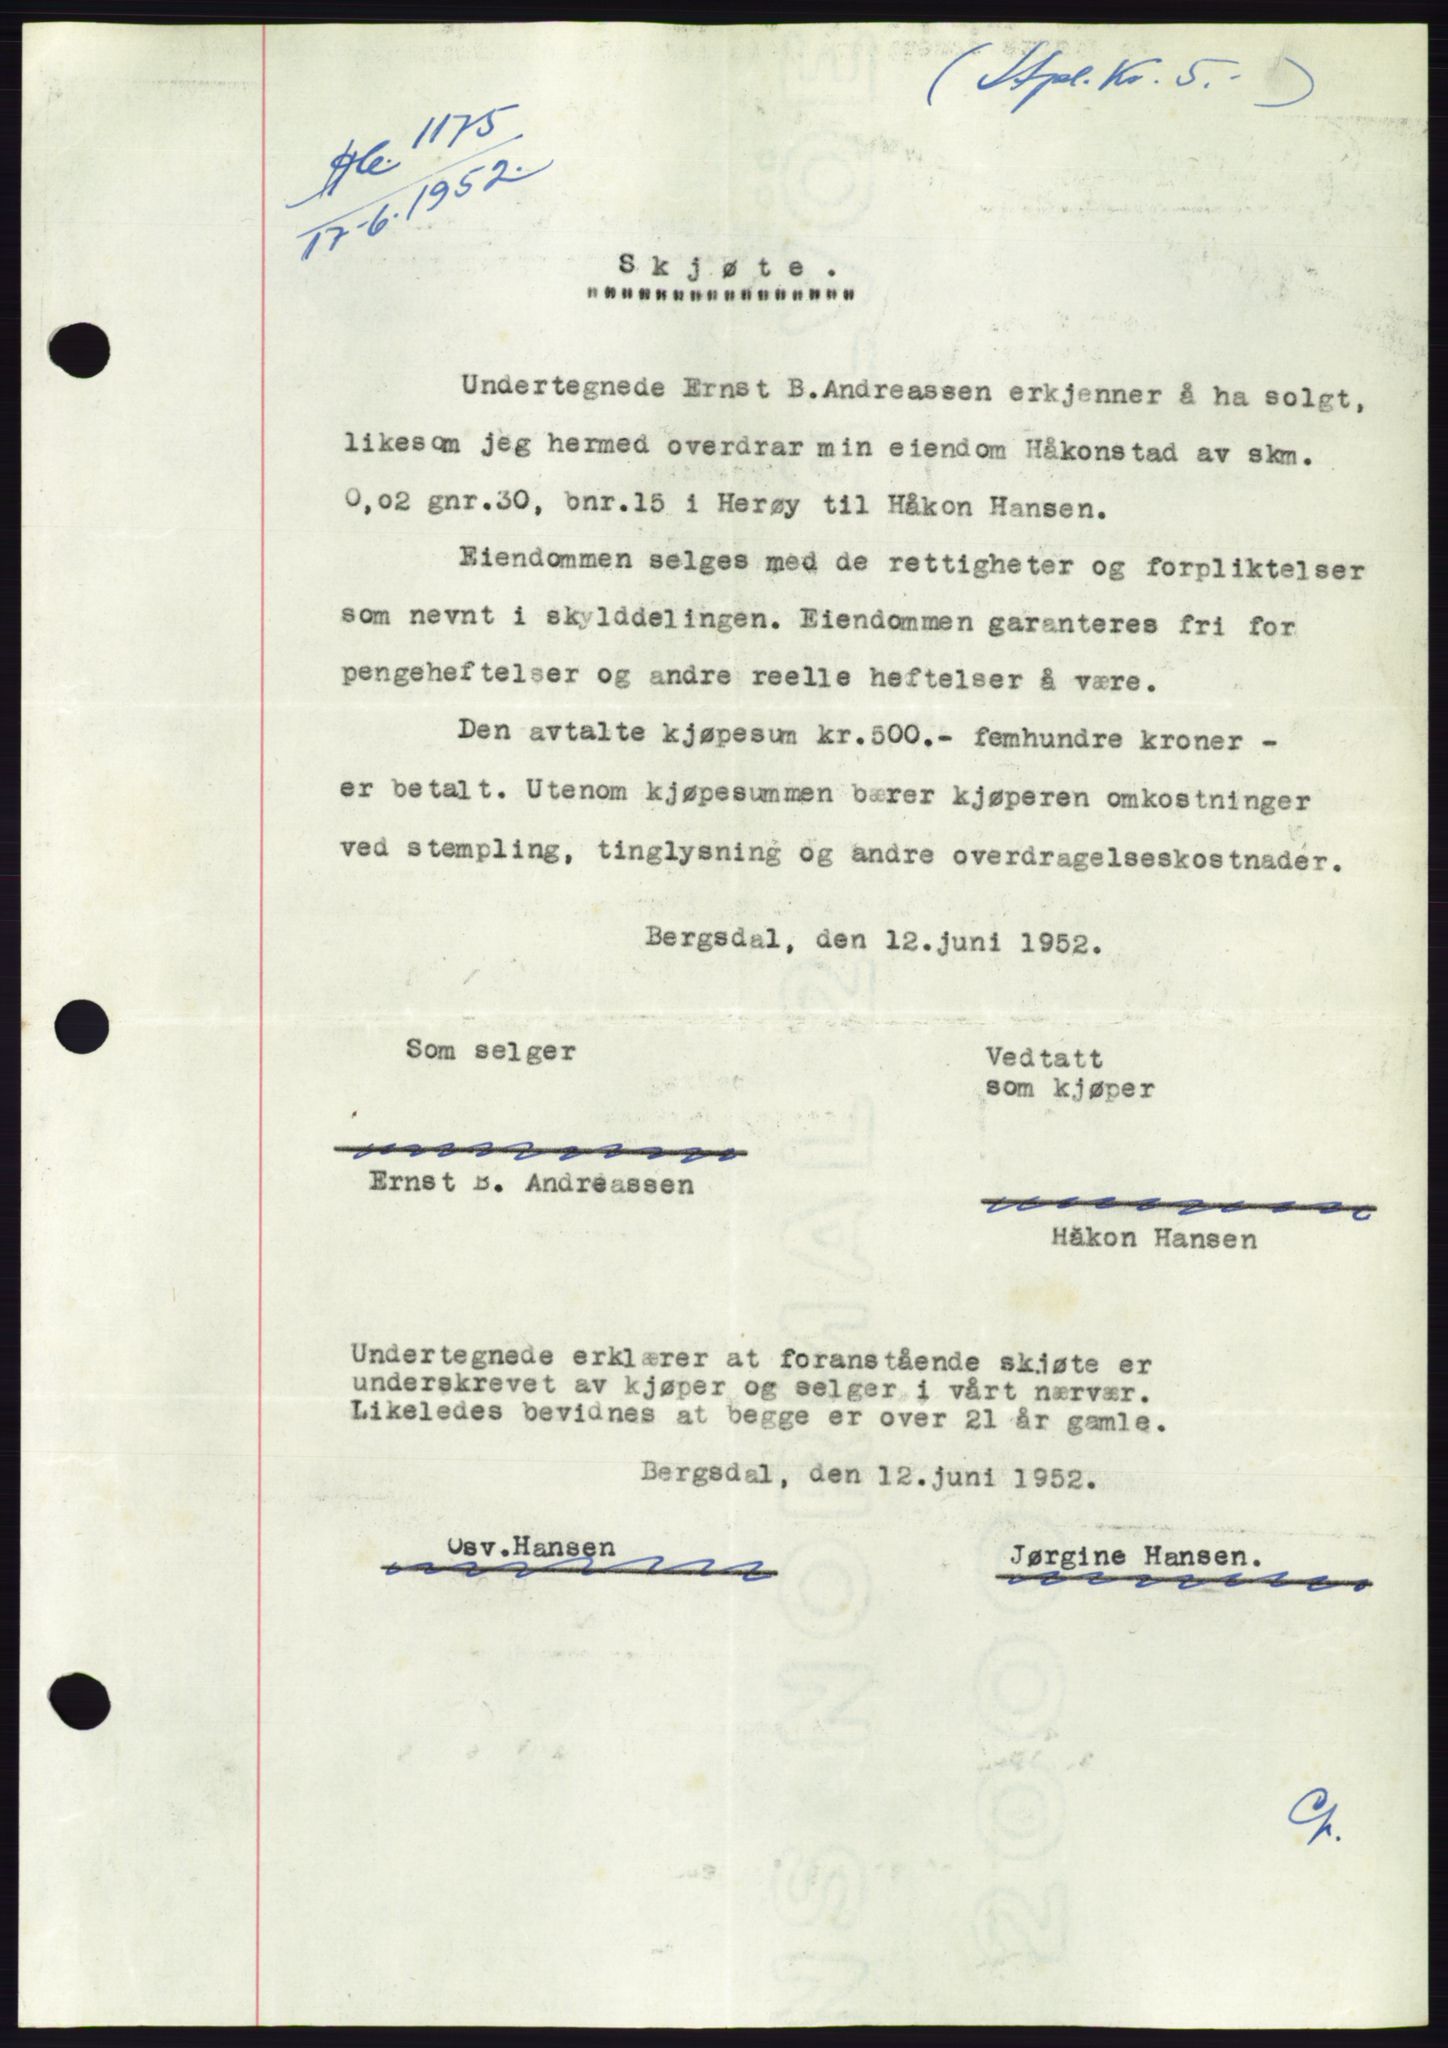 ( Stpl. Kr. 5.- )
1175
17-6.1952.
Skjøte.
Undertegnede Ernst B.Andreassen erkjenner å ha solgt,
likesom jeg hermed overdrar min eiendom Håkonstad av skm.
0,02 gnr.30, bnr.15 i Herøy til Håkon Hansen.
Eiendommen selges med de rettigheter og forpliktelser
som nevnt i skylddelingen. Eiendommen garanteres fri for
pengeheftelser og andre reelle heftelser å være.
Den avtalte kjøpesum kr.500.- femhundre kroner -
er betalt. Utenom kjøpesummen bærer kjøperen omkostninger
ved stempling, tinglysning og andre overdragelseskostnader.
Bergsdal, den 12.juni 1952.
Som selger
Vedtatt
som kjøper
Ernst B. Andreassen
Håkon Hansen
Undertegnede erklærer at foranstående skjøte er
underskrevet av kjøper og selger i vårt nærvær.
Likeledes bevidnes at begge er over 21 år gamle.
Bergsdal, den 12.juni 1952.
Osv.Hansen
Jørgine Hansen.